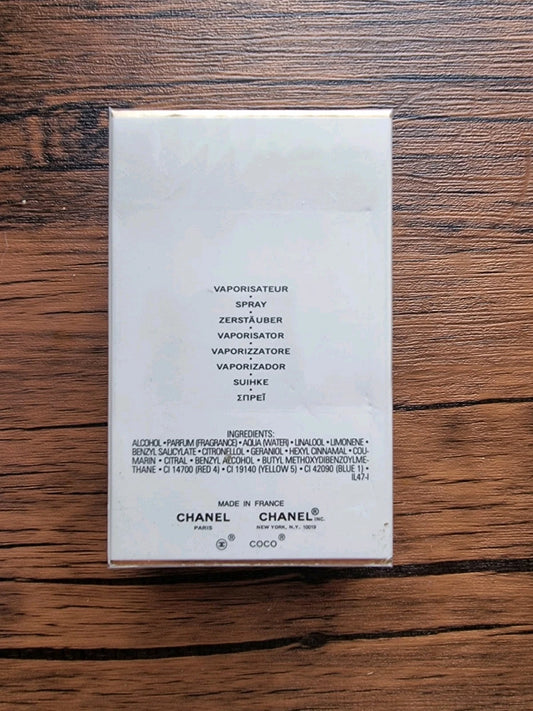 VAPORISATEUR
•
SPRAY
•
ZERSTÄUBER
•
VAPORISATOR
•
VAPORIZZATORE
•
VAPORIZADOR
•
SUIHKE
•
ΣΠΡΕΪ
INGREDIENTS:
ALCOHOL • PARFUM (FRAGRANCE) • AQUA (WATER) • LINALOOL • LIMONENE •
BENZYL SALICYLATE • CITRONELLOL • GERANIOL • HEXYL CINNAMAL • COU-
MARIN • CITRAL • BENZYL ALCOHOL • BUTYL METHOXYDIBENZOYLME-
THANE • CI 14700 (RED 4) • CI 19140 (YELLOW 5) • CI 42090 (BLUE 1) •
IL47-I
MADE IN FRANCE
CHANEL CHANEL® INC.
PARIS NEW YORK, N.Y. 10019
® COCO®